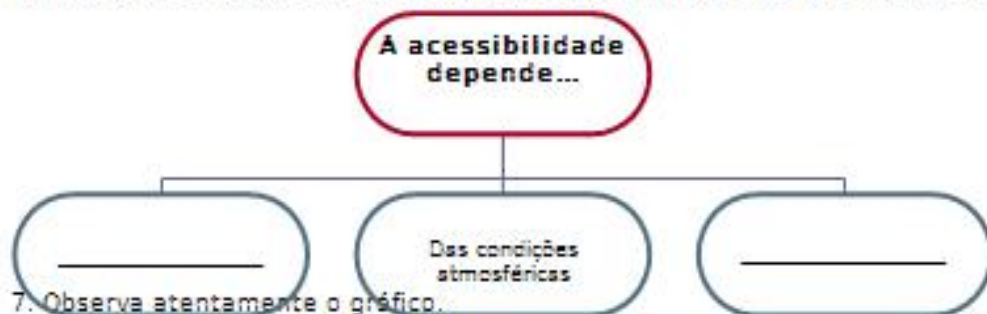 A acessibilidade
depende...
Das condições
atmosféricas
7. Observa atentamente o gráfico.